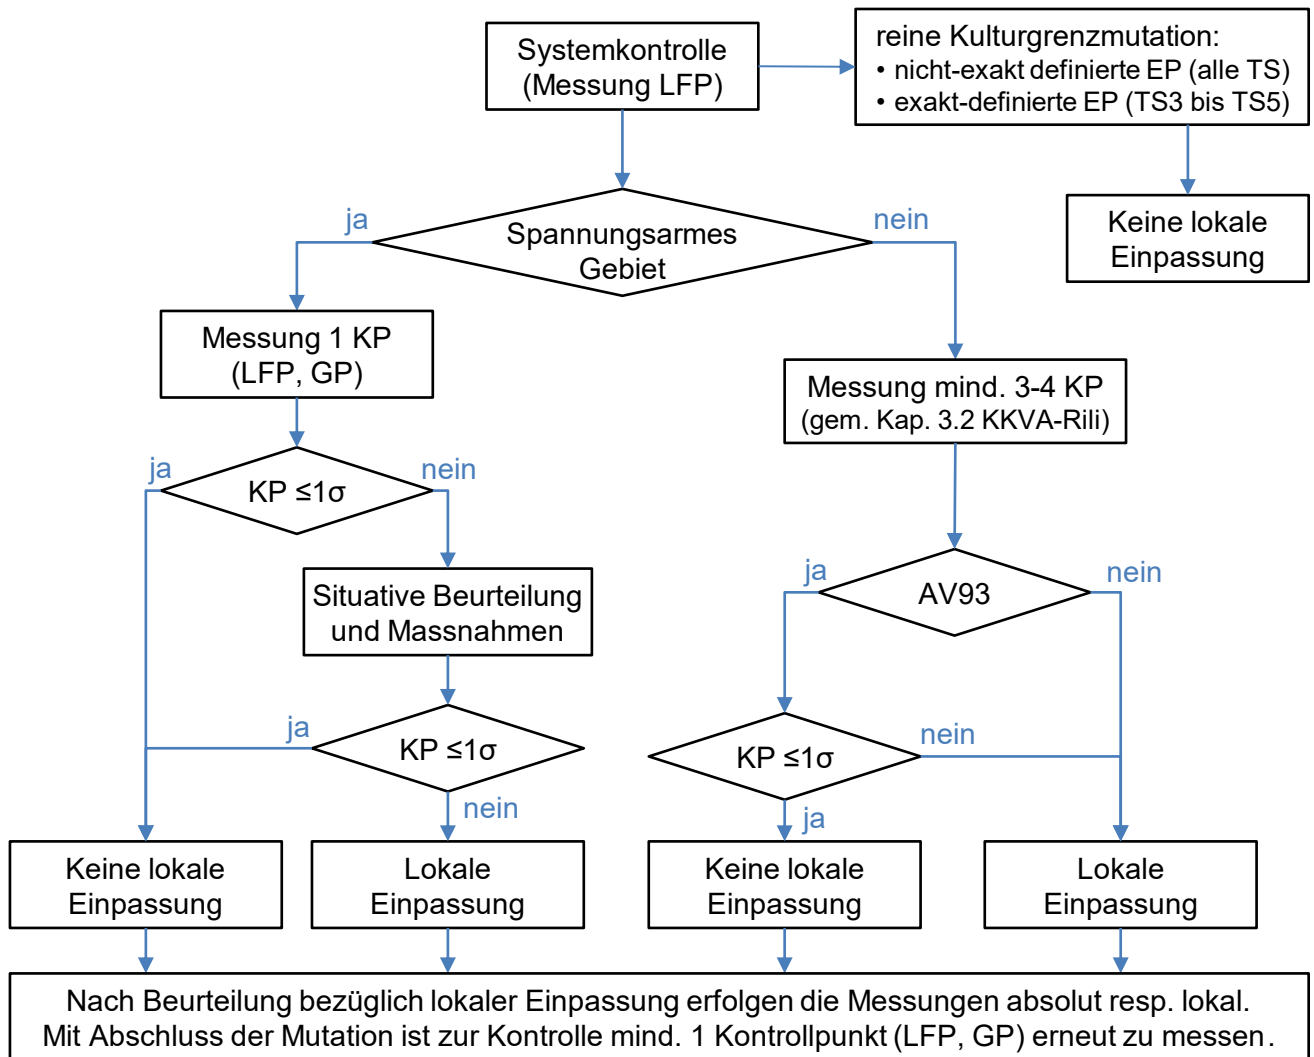 Systemkontrolle
(Messung LFP)
reine Kulturgrenzmutation:
• nicht-exakt definierte EP (alle TS)
• exakt-definierte EP (TS3 bis TS5)
Keine lokale
Einpassung
ja
Spannungsarmes
Gebiet
nein
Messung 1 KP
(LFP, GP)
Messung mind. 3-4 KP
(gem. Kap. 3.2 KKVA-Rili)
ja
KP ≤1σ
nein
Situative Beurteilung
und Massnahmen
ja
AV93
nein
ja
KP ≤1σ
nein
KP ≤1σ
nein
ja
Keine lokale
Einpassung
Lokale
Einpassung
Keine lokale
Einpassung
Lokale
Einpassung
Nach Beurteilung bezüglich lokaler Einpassung erfolgen die Messungen absolut resp. lokal.
Mit Abschluss der Mutation ist zur Kontrolle mind. 1 Kontrollpunkt (LFP, GP) erneut zu messen.